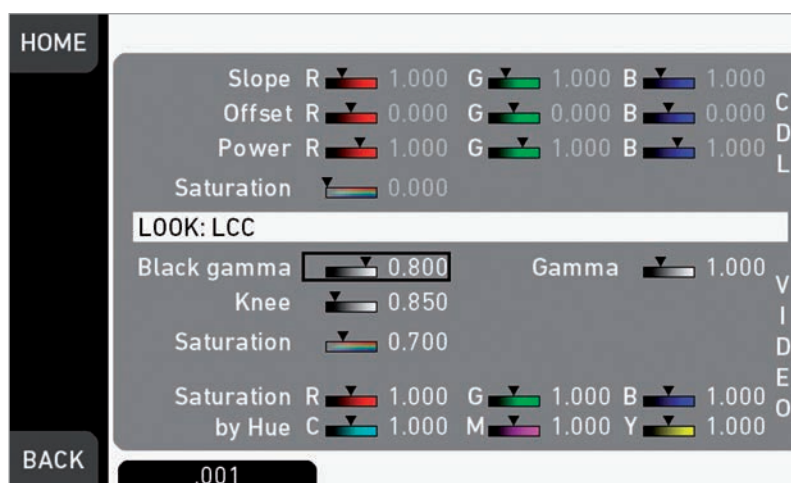 HOME
Slope R 1.000 G 1.000 B 1.000
Offset R 0.000 G 0.000 B 0.000
Power R 1.000 G 1.000 B 1.000
Saturation 0.000
CDL
LOOK: LCC
Black gamma 0.800 Gamma 1.000
Knee 0.850
Saturation 0.700
Saturation R 1.000 G 1.000 B 1.000
by Hue C 1.000 M 1.000 Y 1.000
VIDEO
BACK
.001